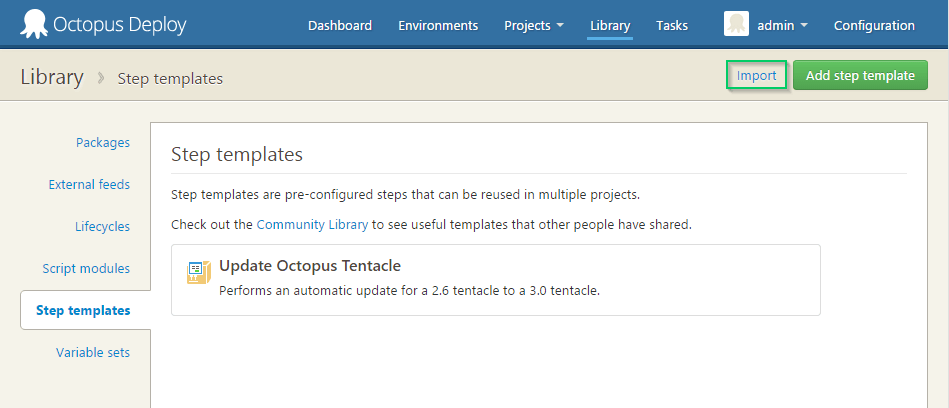 Octopus Deploy
Dashboard Environments Projects Library Tasks admin Configuration
Library Step templates
Import Add step template
Packages
External feeds
Lifecycles
Script modules
Step templates
Variable sets
Step templates
Step templates are pre-configured steps that can be reused in multiple projects.
Check out the Community Library to see useful templates that other people have shared.
Update Octopus Tentacle
Performs an automatic update for a 2.6 tentacle to a 3.0 tentacle.